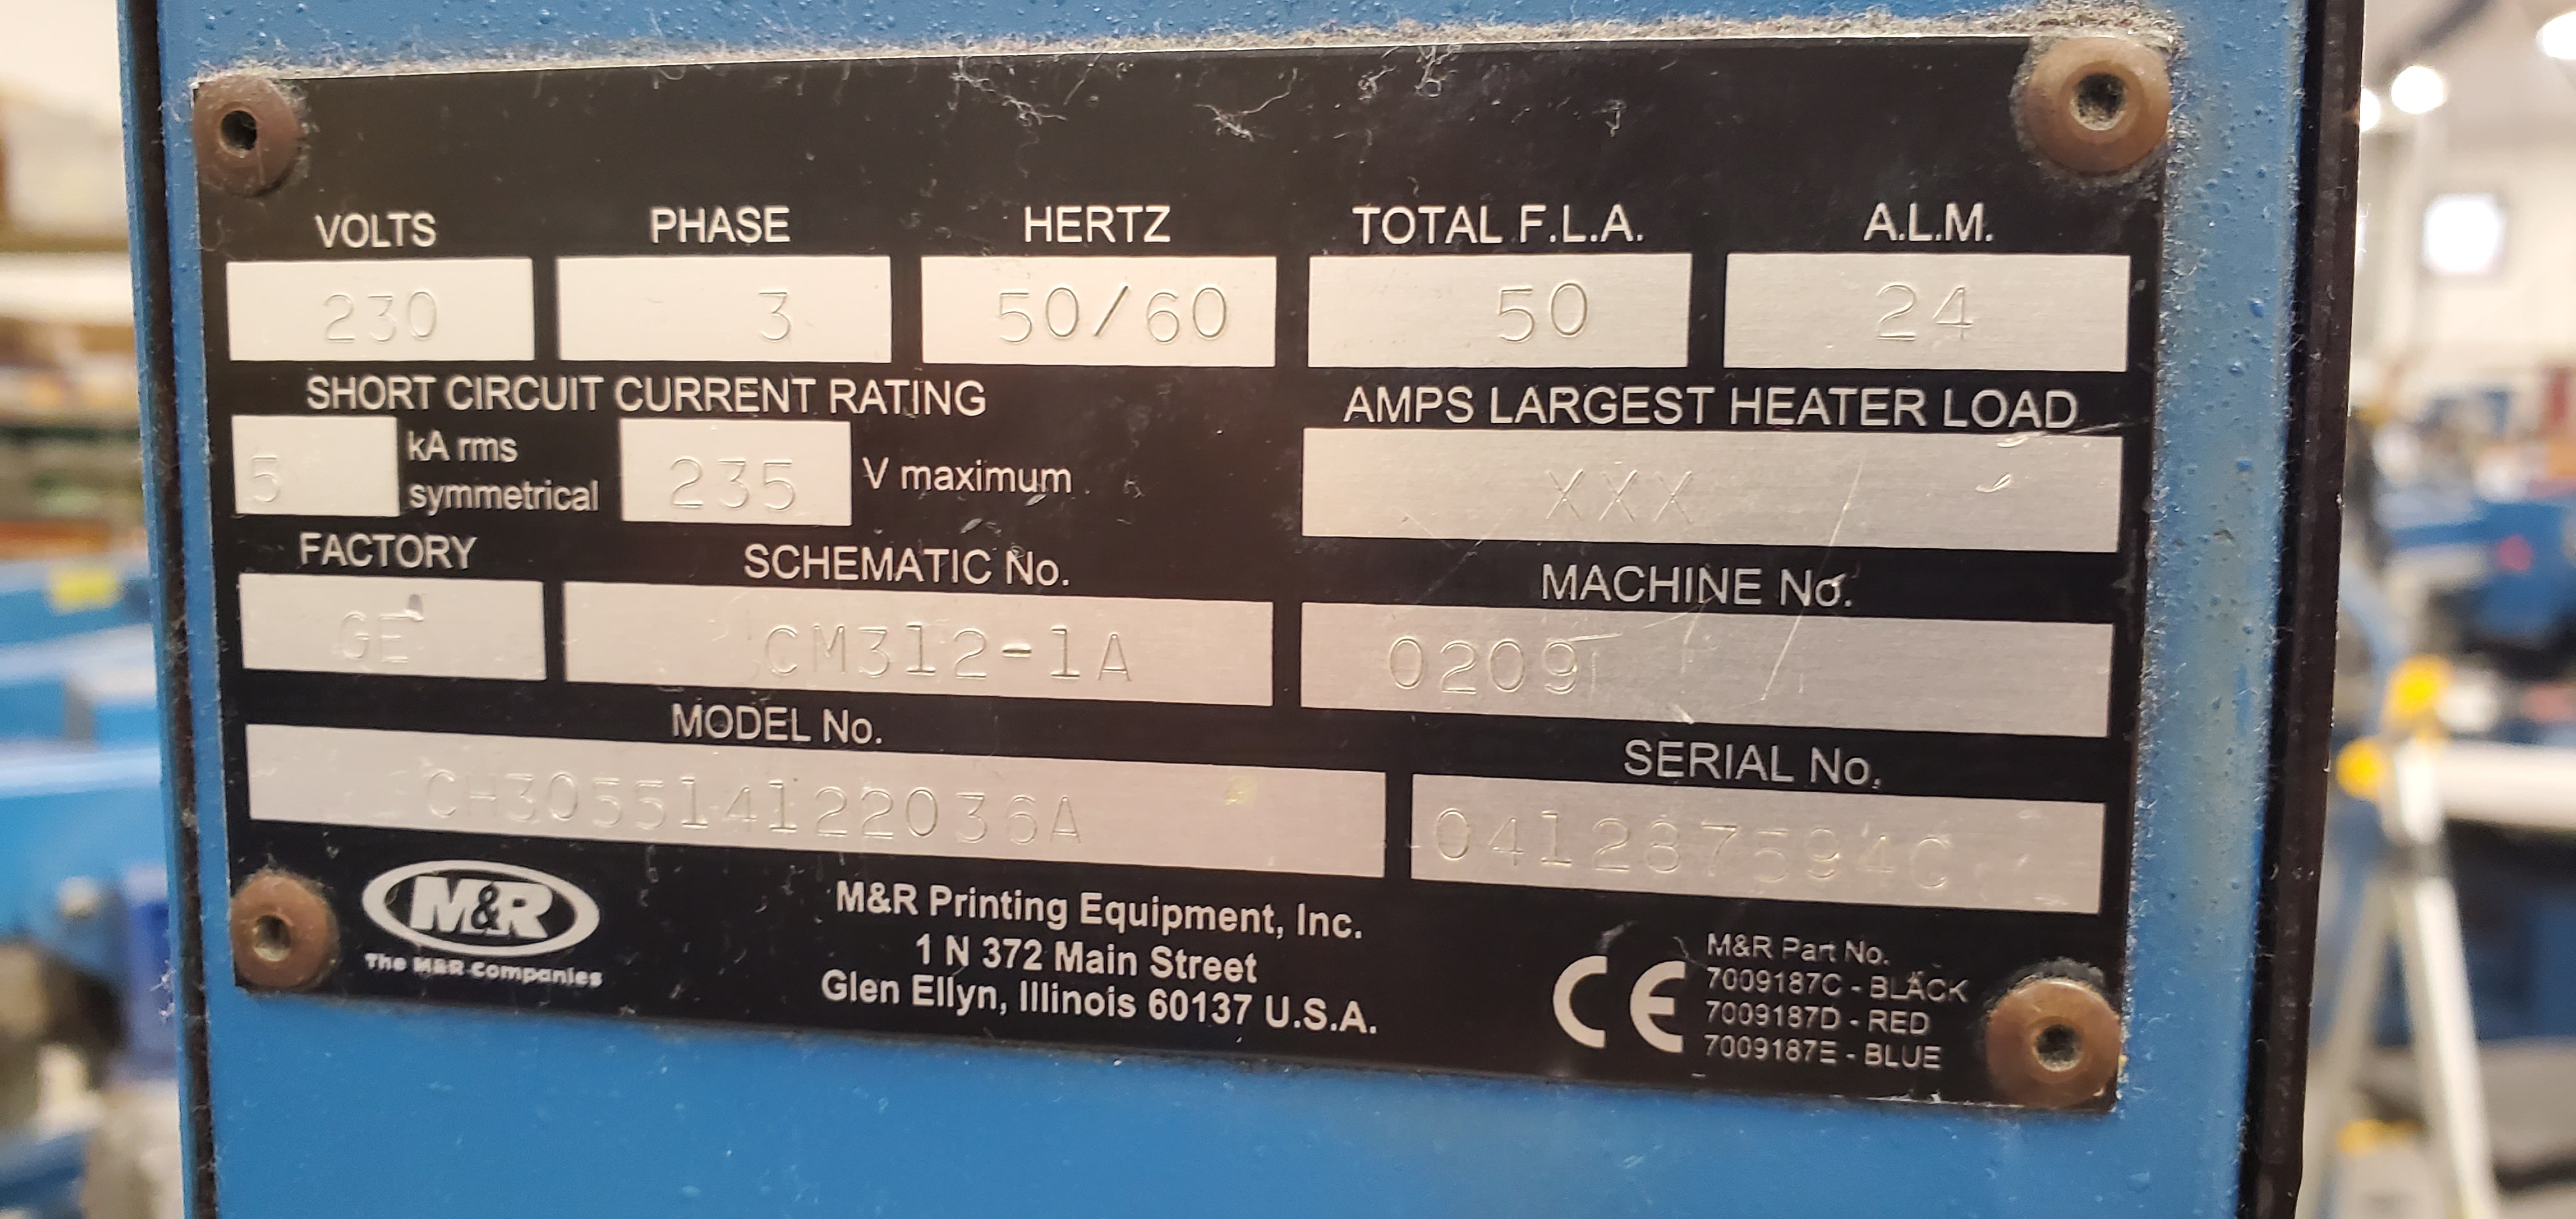 VOLTS PHASE HERTZ TOTAL F.L.A. A.L.M.
230 3 50/60 50 24
SHORT CIRCUIT CURRENT RATING AMPS LARGEST HEATER LOAD
5 kA rms symmetrical 235 V maximum XXX
FACTORY SCHEMATIC No. MACHINE No.
GE CM312-1A 0209
MODEL No. SERIAL No.
CH305514122036A 041287594C
M&R
The M&R Companies
M&R Printing Equipment, Inc.
1 N 372 Main Street
Glen Ellyn, Illinois 60137 U.S.A.
CE
M&R Part No.
7009187C - BLACK
7009187D - RED
7009187E - BLUE